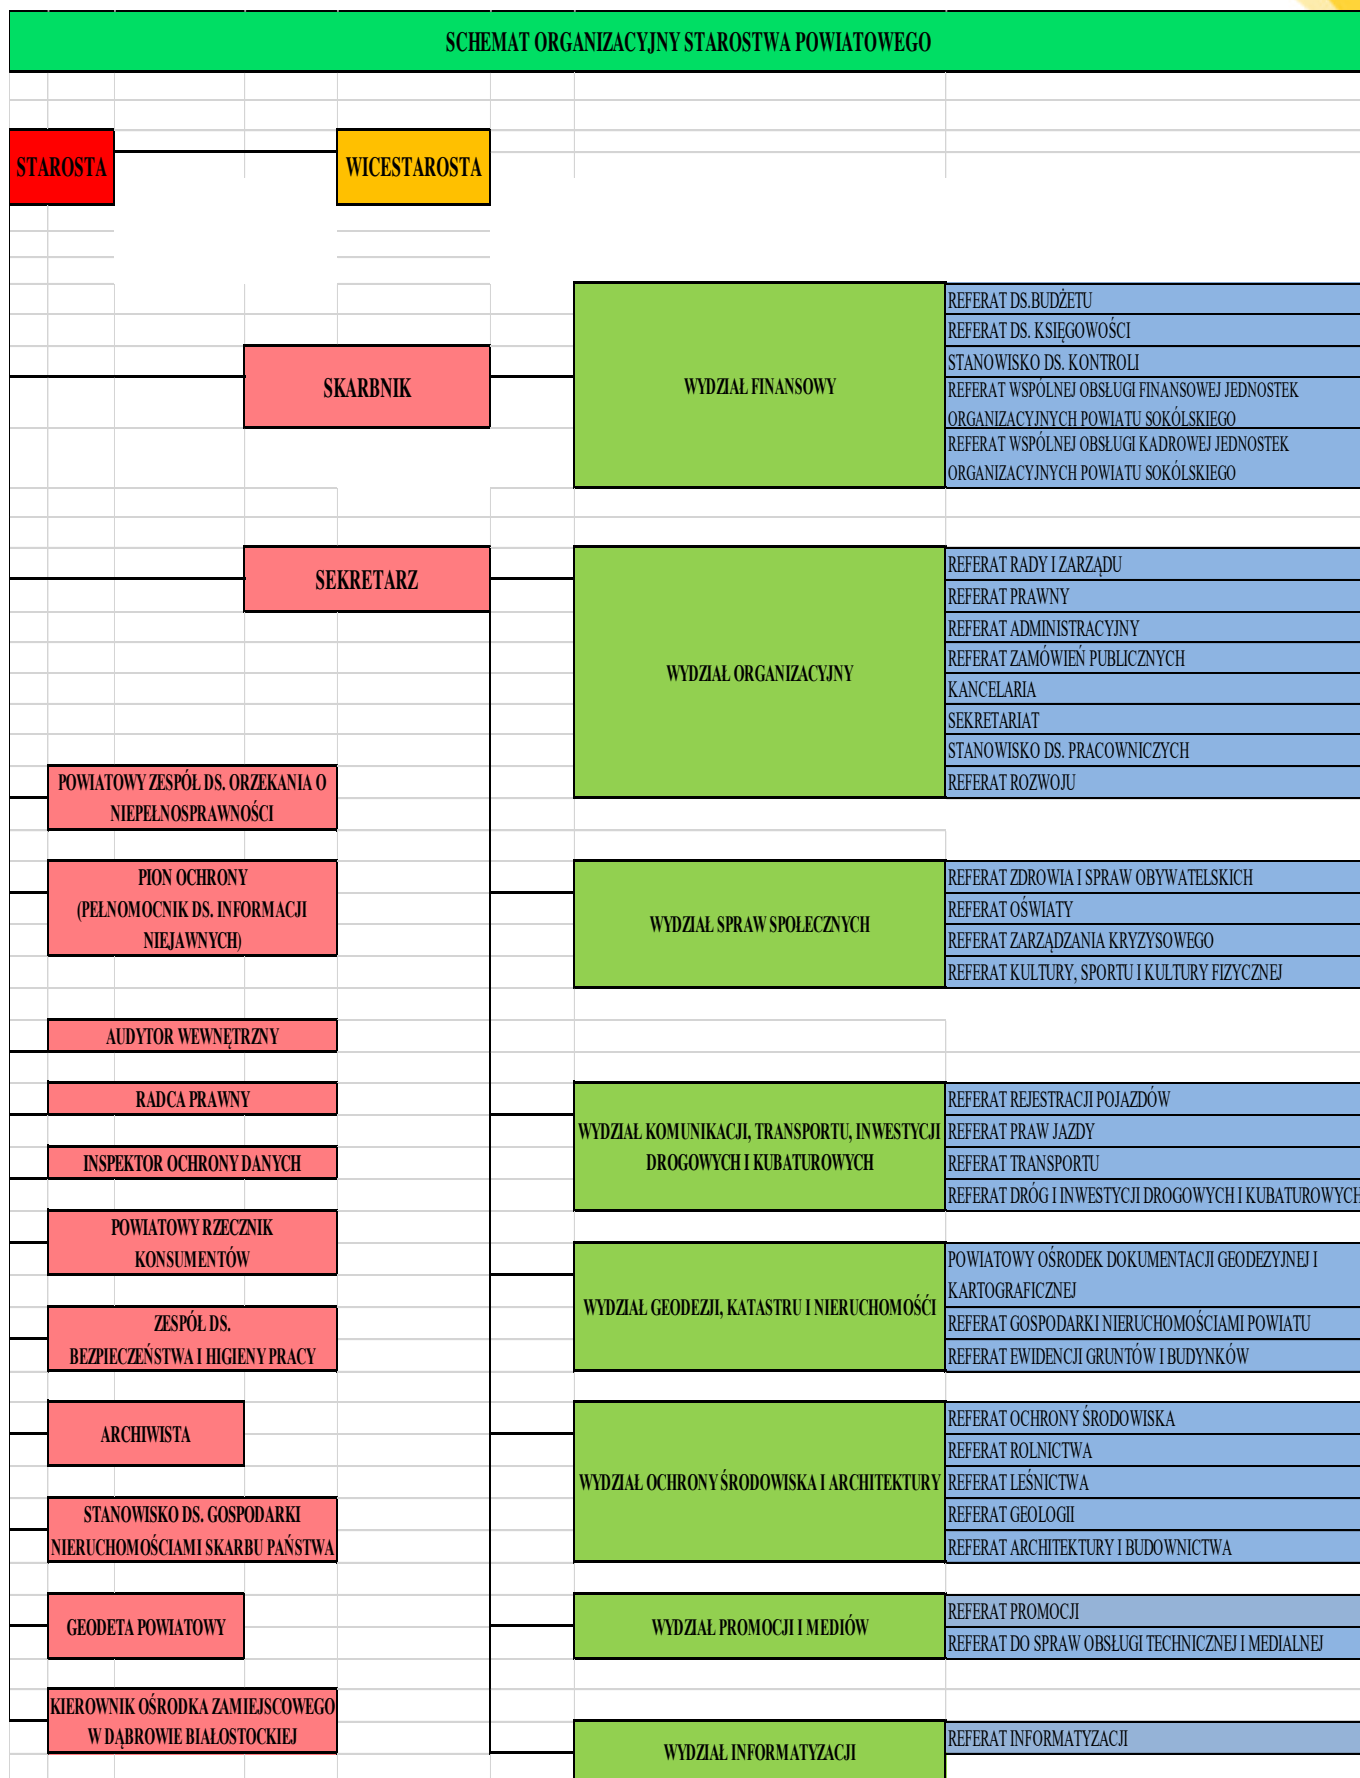 SCHEMAT ORGANIZACYJNY STAROSTWA POWIATOWEGO
STAROSTA
WICESTAROSTA
SKARBNIK
WYDZIAŁ FINANSOWY
REFERAT DS.BUDŻETU
REFERAT DS. KSIĘGOWOŚCI
STANOWISKO DS. KONTROLI
REFERAT WSPÓLNEJ OBSŁUGI FINANSOWEJ JEDNOSTEK
ORGANIZACYJNYCH POWIATU SOKÓLSKIEGO
REFERAT WSPÓLNEJ OBSŁUGI KADROWEJ JEDNOSTEK
ORGANIZACYJNYCH POWIATU SOKÓLSKIEGO
SEKRETARZ
WYDZIAŁ ORGANIZACYJNY
REFERAT RADY I ZARZĄDU
REFERAT PRAWNY
REFERAT ADMINISTRACYJNY
REFERAT ZAMÓWIEŃ PUBLICZNYCH
KANCELARIA
SEKRETARIAT
STANOWISKO DS. PRACOWNICZYCH
REFERAT ROZWOJU
POWIATOWY ZESPÓŁ DS. ORZEKANIA O
NIEPEŁNOSPRAWNOŚCI
PION OCHRONY
(PEŁNOMOCNIK DS. INFORMACJI
NIEJAWNYCH)
WYDZIAŁ SPRAW SPOŁECZNYCH
REFERAT ZDROWIA I SPRAW OBYWATELSKICH
REFERAT OŚWIATY
REFERAT ZARZĄDZANIA KRYZYSOWEGO
REFERAT KULTURY, SPORTU I KULTURY FIZYCZNEJ
AUDYTOR WEWNĘTRZNY
RADCA PRAWNY
INSPEKTOR OCHRONY DANYCH
WYDZIAŁ KOMUNIKACJI, TRANSPORTU, INWESTYCJI
DROGOWYCH I KUBATUROWYCH
REFERAT REJESTRACJI POJAZDÓW
REFERAT PRAW JAZDY
REFERAT TRANSPORTU
REFERAT DRÓG I INWESTYCJI DROGOWYCH I KUBATUROWYCH
POWIATOWY RZECZNIK
KONSUMENTÓW
ZESPÓŁ DS.
BEZPIECZEŃSTWA I HIGIENY PRACY
WYDZIAŁ GEODEZJI, KATASTRU I NIERUCHOMOŚĆI
POWIATOWY OŚRODEK DOKUMENTACJI GEODEZYJNEJ I
KARTOGRAFICZNEJ
REFERAT GOSPODARKI NIERUCHOMOŚCIAMI POWIATU
REFERAT EWIDENCJI GRUNTÓW I BUDYNKÓW
ARCHIWISTA
STANOWISKO DS. GOSPODARKI
NIERUCHOMOŚCIAMI SKARBU PAŃSTWA
WYDZIAŁ OCHRONY ŚRODOWISKA I ARCHITEKTURY
REFERAT OCHRONY ŚRODOWISKA
REFERAT ROLNICTWA
REFERAT LEŚNICTWA
REFERAT GEOLOGII
REFERAT ARCHITEKTURY I BUDOWNICTWA
GEODETA POWIATOWY
WYDZIAŁ PROMOCJI I MEDIÓW
REFERAT PROMOCJI
REFERAT DO SPRAW OBSŁUGI TECHNICZNEJ I MEDIALNEJ
KIEROWNIK OŚRODKA ZAMIEJSCOWEGO
W DĄBROWIE BIAŁOSTOCKIEJ
WYDZIAŁ INFORMATYZACJI
REFERAT INFORMATYZACJI